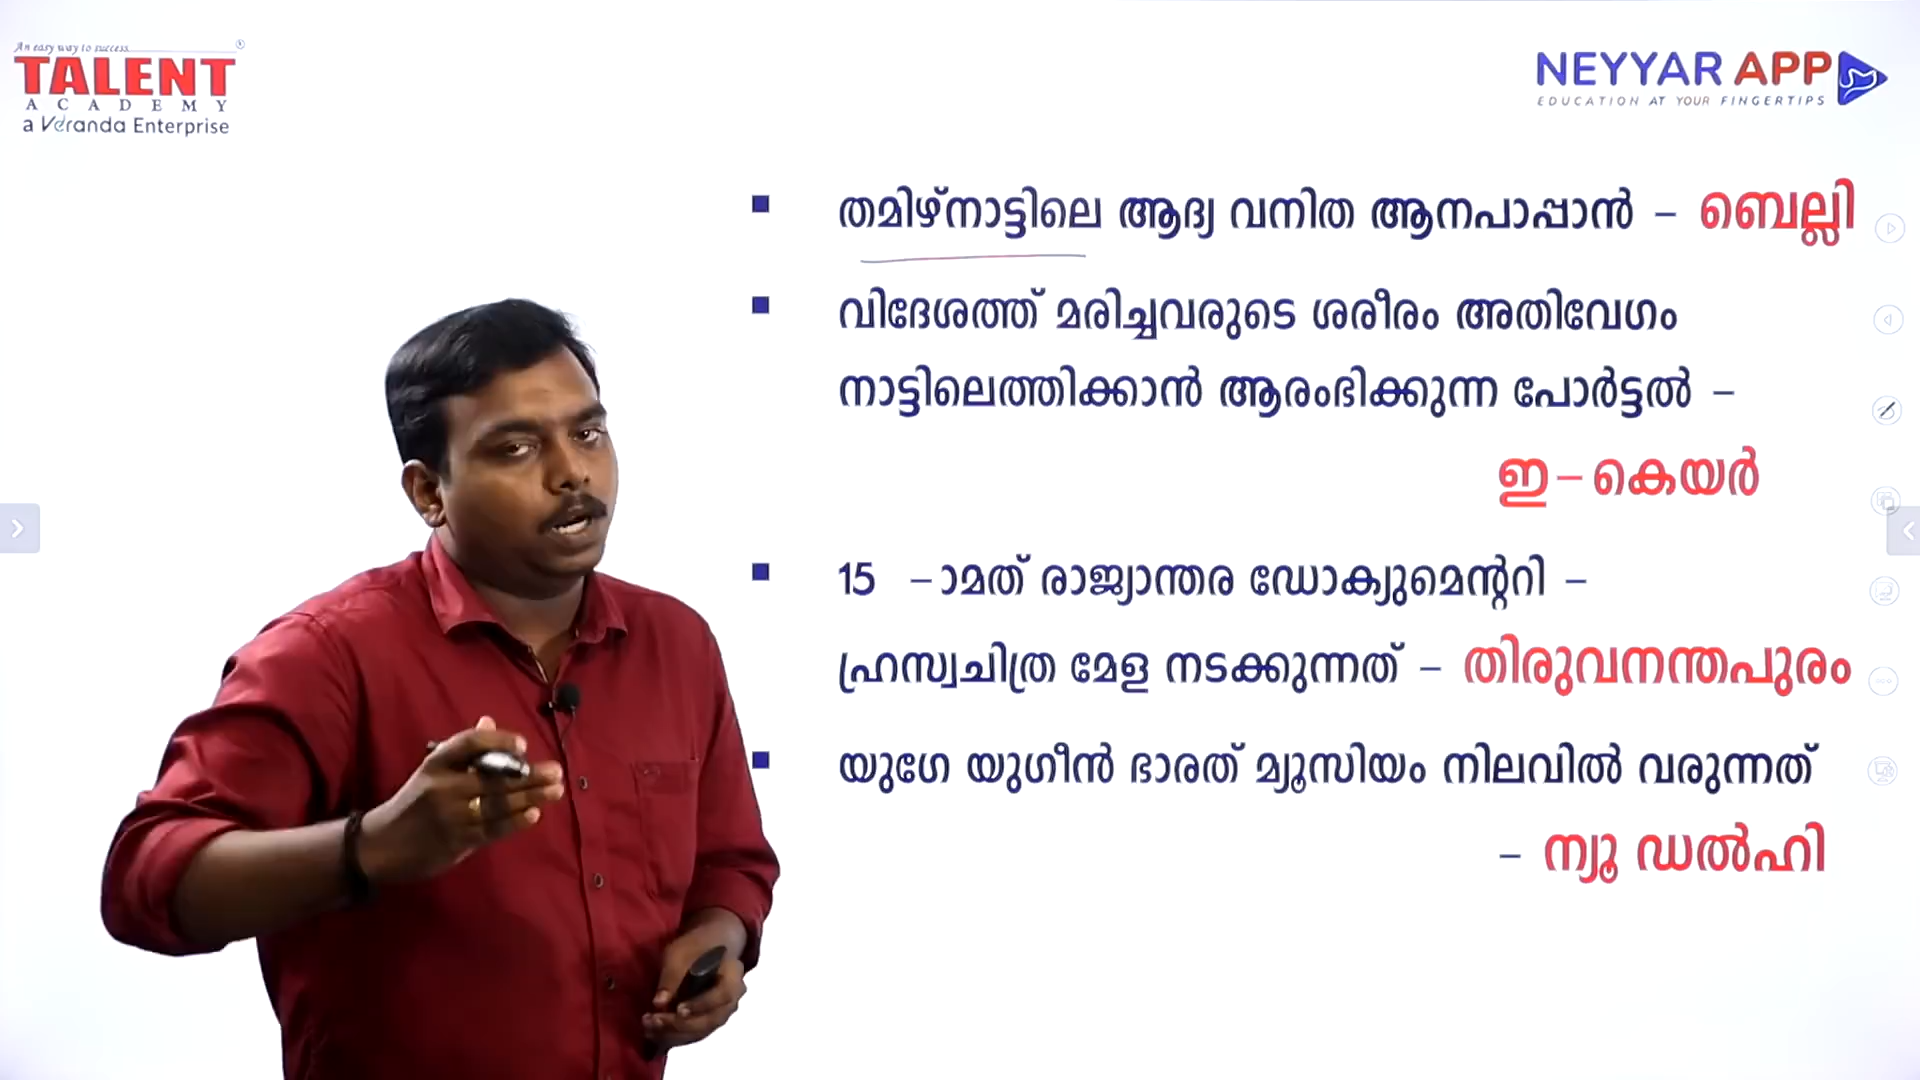 An easy way to success
TALENT
ACADEMY
a Veranda Enterprise
NEYYAR APP
EDUCATION AT YOUR FINGERTIPS
▪ തമിഴ്നാട്ടിലെ ആദ്യ വനിത ആനപാപ്പാൻ – ബെല്ലി
▪ വിദേശത്ത് മരിച്ചവരുടെ ശരീരം അതിവേഗം
നാട്ടിലെത്തിക്കാൻ ആരംഭിക്കുന്ന പോർട്ടൽ –
ഇ – കെയർ
▪ 15 –ാമത് രാജ്യാന്തര ഡോക്യുമെന്ററി –
ഹ്രസ്വചിത്ര മേള നടക്കുന്നത് – തിരുവനന്തപുരം
▪ യുഗേ യുഗീൻ ഭാരത് മ്യൂസിയം നിലവിൽ വരുന്നത്
– ന്യൂ ഡൽഹി